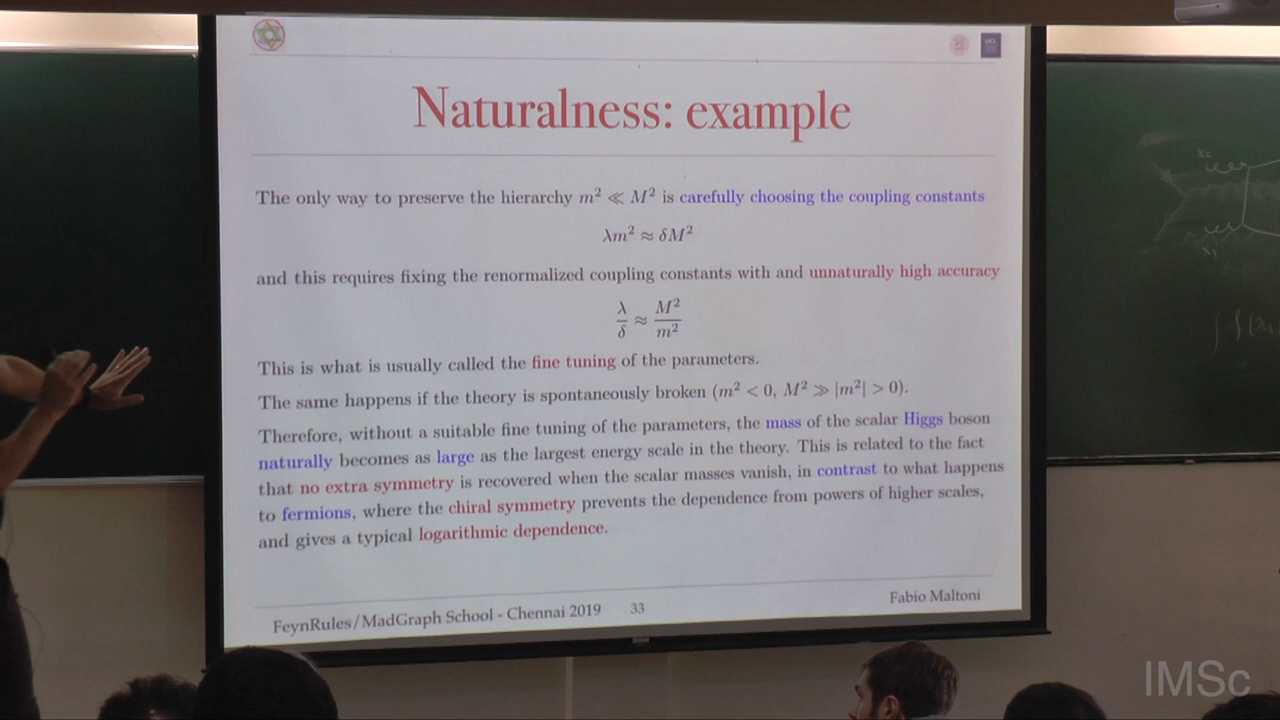 Naturalness: example
The only way to preserve the hierarchy m² ≪ M² is carefully choosing the coupling constants
λm² ≈ δM²
and this requires fixing the renormalized coupling constants with and unnaturally high accuracy
λ/δ ≈ M²/m²
This is what is usually called the fine tuning of the parameters.
The same happens if the theory is spontaneously broken (m² < 0, M² ≫ |m²| > 0).
Therefore, without a suitable fine tuning of the parameters, the mass of the scalar Higgs boson
naturally becomes as large as the largest energy scale in the theory. This is related to the fact
that no extra symmetry is recovered when the scalar masses vanish, in contrast to what happens
to fermions, where the chiral symmetry prevents the dependence from powers of higher scales,
and gives a typical logarithmic dependence.
FeynRules/MadGraph School - Chennai 2019 33 Fabio Maltoni
IMSc